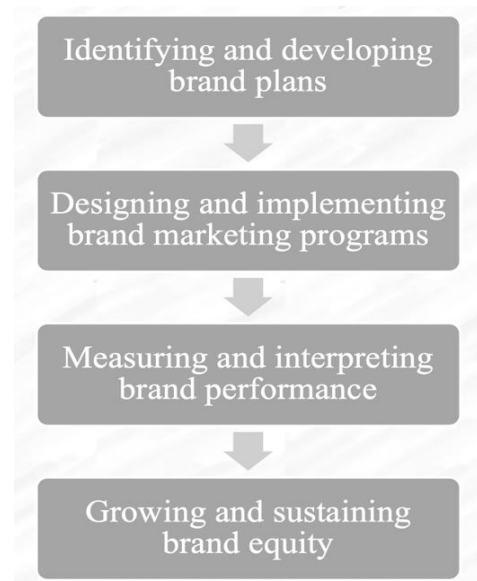 Identifying and developing
brand plans
Designing and implementing
brand marketing programs
Measuring and interpreting
brand performance
Growing and sustaining
brand equity